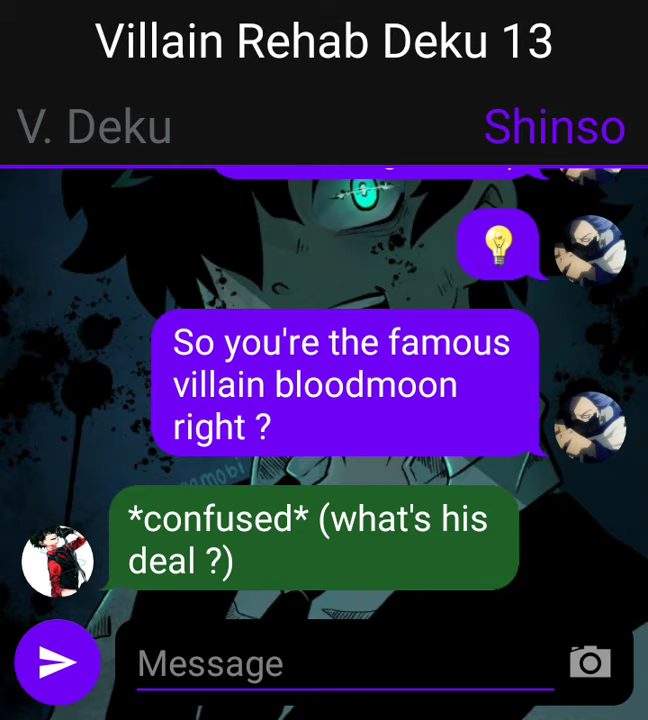 Villain Rehab Deku 13
V. Deku
Shinso
💡
So you're the famous
villain bloodmoon
right ?
*confused* (what's his
deal ?)
Message